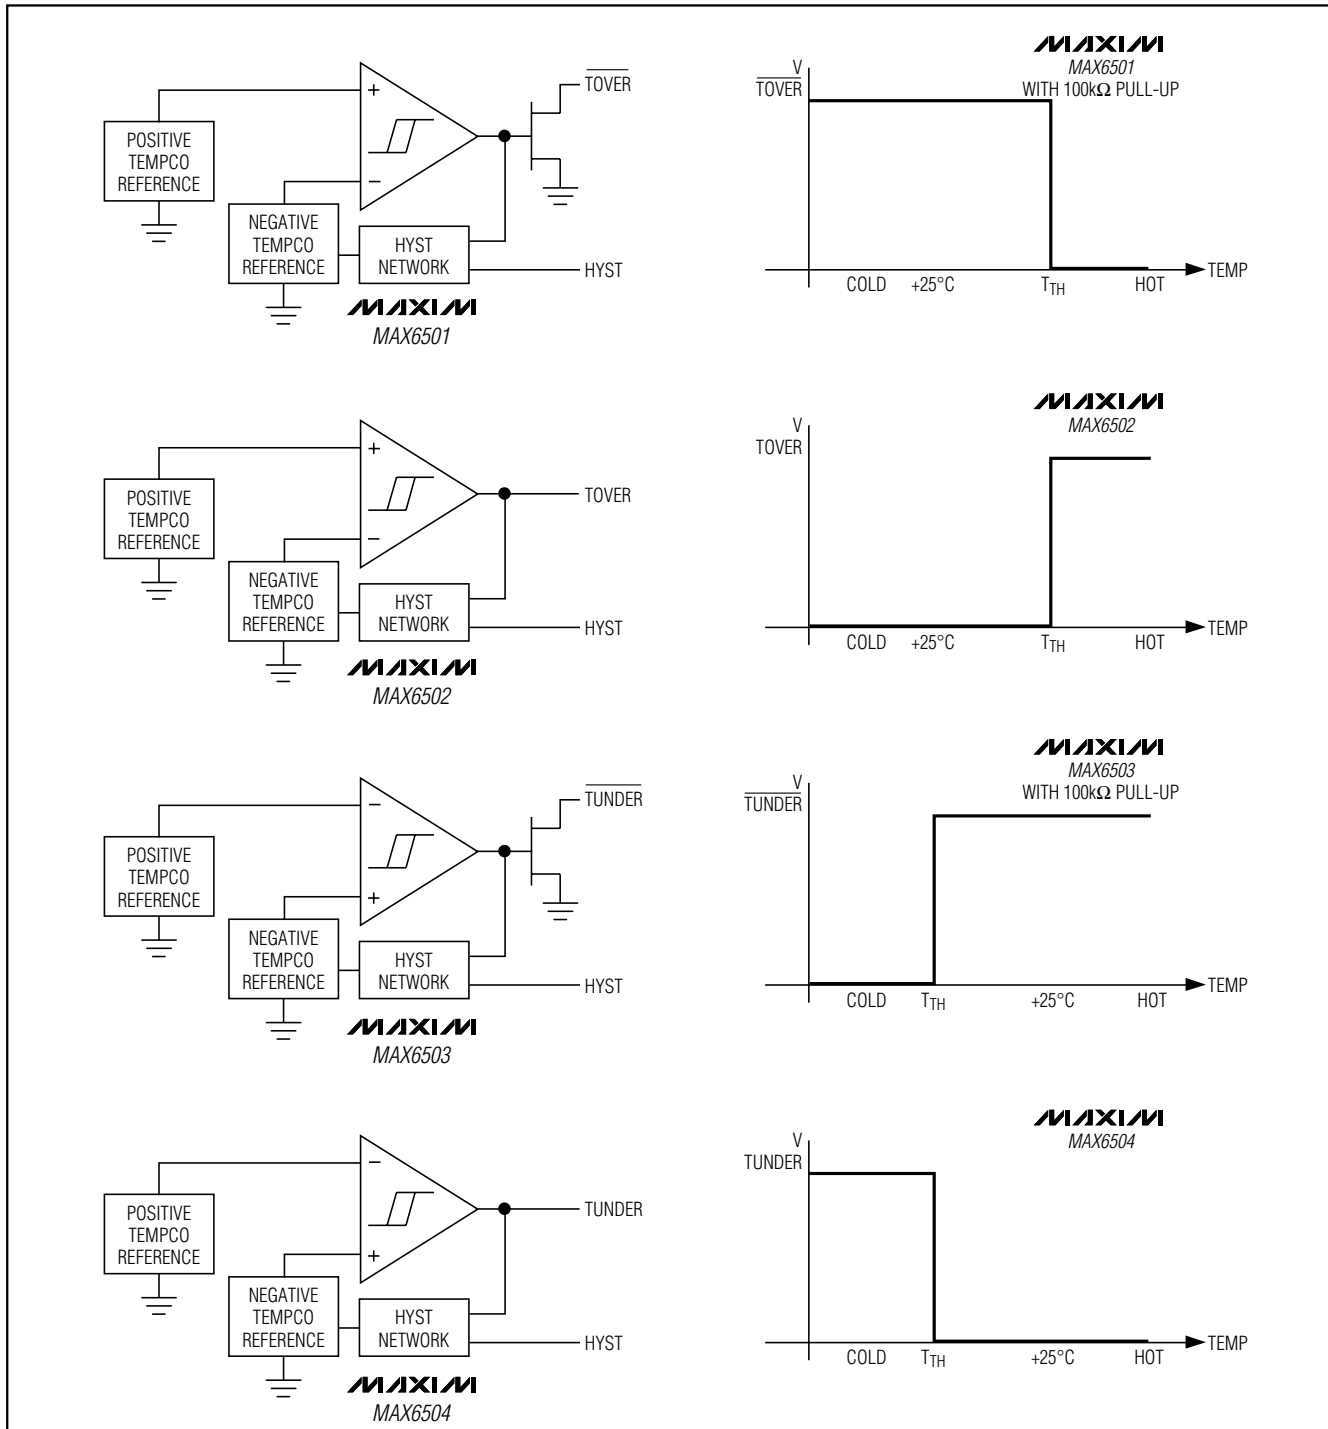 +
−
POSITIVE
TEMPCO
REFERENCE
NEGATIVE
TEMPCO
REFERENCE
HYST
NETWORK
TOVER
HYST
MAXIM
MAX6501
MAXIM
MAX6501
WITH 100kΩ PULL-UP
V
TOVER
COLD +25°C TTH HOT
TEMP
+
−
POSITIVE
TEMPCO
REFERENCE
NEGATIVE
TEMPCO
REFERENCE
HYST
NETWORK
TOVER
HYST
MAXIM
MAX6502
MAXIM
MAX6502
V
TOVER
COLD +25°C TTH HOT
TEMP
−
+
POSITIVE
TEMPCO
REFERENCE
NEGATIVE
TEMPCO
REFERENCE
HYST
NETWORK
TUNDER
HYST
MAXIM
MAX6503
MAXIM
MAX6503
WITH 100kΩ PULL-UP
V
TUNDER
COLD TTH +25°C HOT
TEMP
−
+
POSITIVE
TEMPCO
REFERENCE
NEGATIVE
TEMPCO
REFERENCE
HYST
NETWORK
TUNDER
HYST
MAXIM
MAX6504
MAXIM
MAX6504
V
TUNDER
COLD TTH +25°C HOT
TEMP